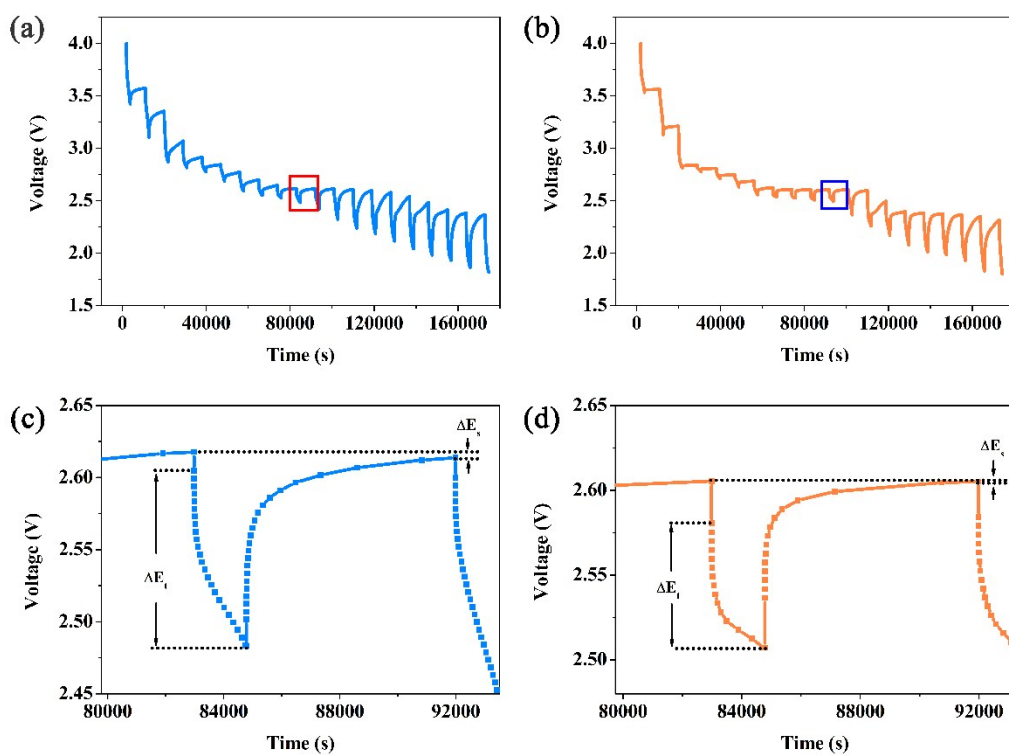 (a)
4.0
3.5
3.0
2.5
2.0
1.5
Voltage (V)
0 40000 80000 120000 160000
Time (s)
(b)
4.0
3.5
3.0
2.5
2.0
1.5
Voltage (V)
0 40000 80000 120000 160000
Time (s)
(c)
2.65
2.60
2.55
2.50
2.45
Voltage (V)
ΔEs
ΔEt
80000 84000 88000 92000
Time (s)
(d)
2.65
2.60
2.55
2.50
Voltage (V)
ΔEs
ΔEt
80000 84000 88000 92000
Time (s)